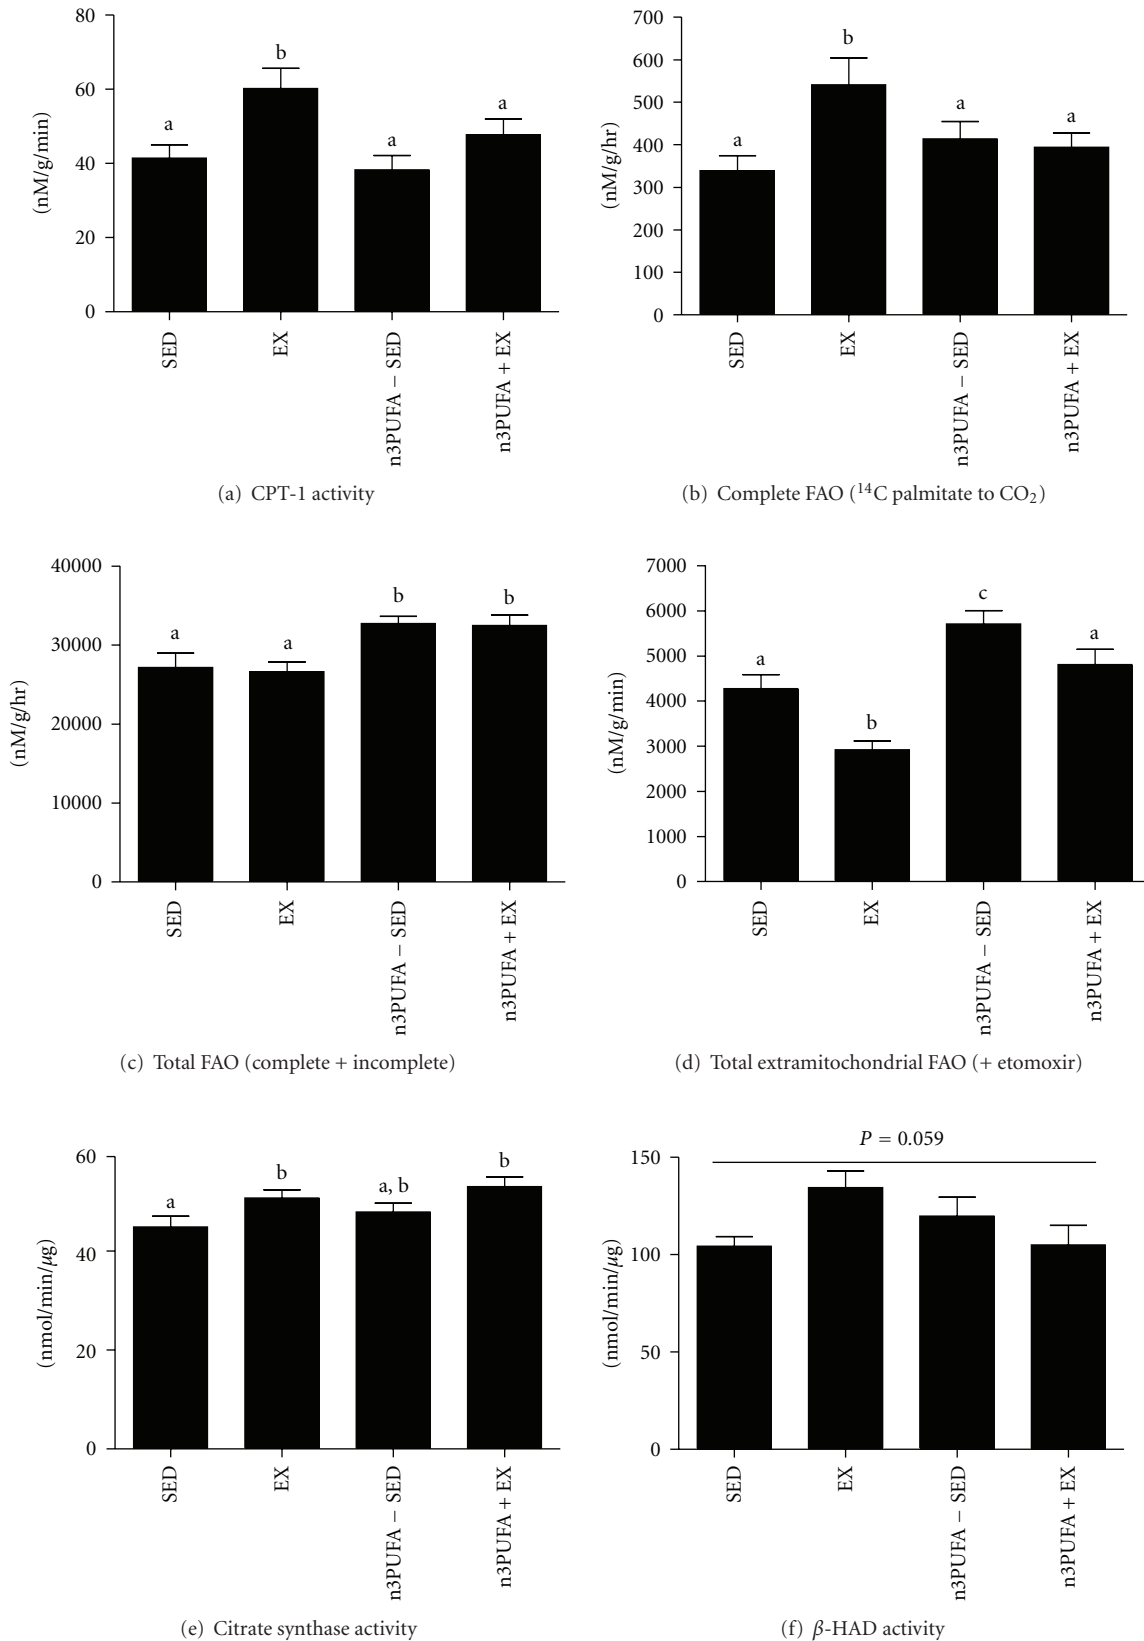 80
60
40
20
0
(nM/g/min)
a
b
a
a
SED
EX
n3PUFA − SED
n3PUFA + EX
(a) CPT-1 activity
700
600
500
400
300
200
100
0
(nM/g/hr)
a
b
a
a
SED
EX
n3PUFA − SED
n3PUFA + EX
(b) Complete FAO (¹⁴C palmitate to CO₂)
40000
30000
20000
10000
0
(nM/g/hr)
a
a
b
b
SED
EX
n3PUFA − SED
n3PUFA + EX
(c) Total FAO (complete + incomplete)
7000
6000
5000
4000
3000
2000
1000
0
(nM/g/min)
a
b
c
a
SED
EX
n3PUFA − SED
n3PUFA + EX
(d) Total extramitochondrial FAO (+ etomoxir)
60
40
20
0
(nmol/min/μg)
a
b
a, b
b
SED
EX
n3PUFA − SED
n3PUFA + EX
(e) Citrate synthase activity
P = 0.059
150
100
50
0
(nmol/min/μg)
SED
EX
n3PUFA − SED
n3PUFA + EX
(f) β-HAD activity